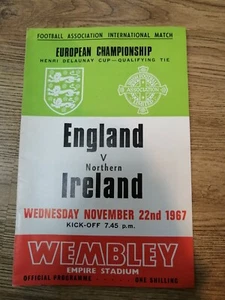 FOOTBALL ASSOCIATION INTERNATIONAL MATCH
EUROPEAN CHAMPIONSHIP
HENRI DELAUNAY CUP—QUALIFYING TIE
England
V
Northern
Ireland
WEDNESDAY NOVEMBER 22nd 1967
KICK-OFF 7.45 p.m.
WEMBLEY
EMPIRE STADIUM
OFFICIAL PROGRAMME
ONE SHILLING